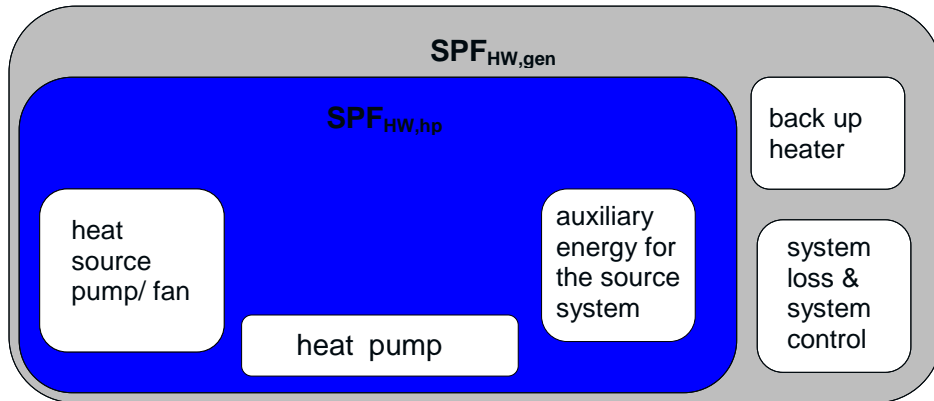 SPFHW,gen
SPFHW,hp
back up
heater
heat
source
pump/ fan
auxiliary
energy for
the source
system
system
loss &
system
control
heat pump